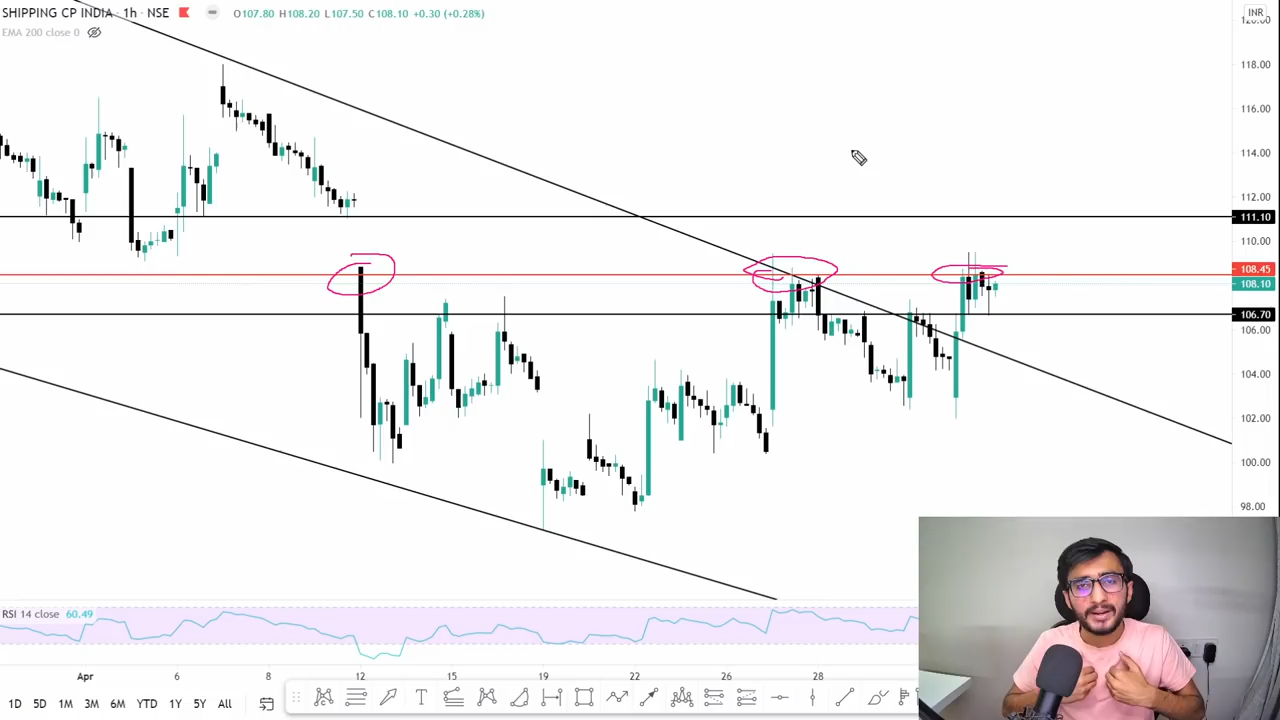 SHIPPING CP INDIA · 1h · NSE O107.80 H108.20 L107.50 C108.10 +0.30 (+0.28%)
EMA 200 close 0
INR
120.00
118.00
116.00
114.00
112.00
111.10
110.00
108.45
108.10
106.70
106.00
104.00
102.00
100.00
98.00
RSI 14 close 60.49
Apr 6 8 12 15 19 22 26 28
1D 5D 1M 3M 6M YTD 1Y 5Y All